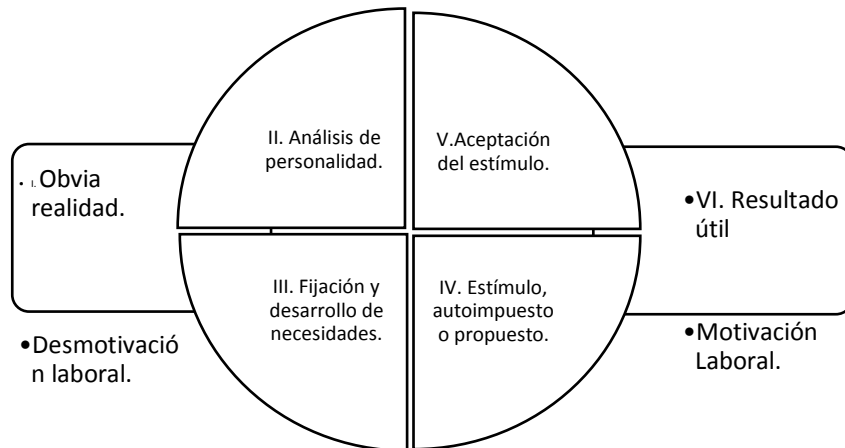 II. Análisis de
personalidad.
V.Aceptación
del estímulo.
• I. Obvia
realidad.
•VI. Resultado
útil
III. Fijación y
desarrollo de
necesidades.
IV. Estímulo,
autoimpuesto
o propuesto.
•Desmotivació
n laboral.
•Motivación
Laboral.